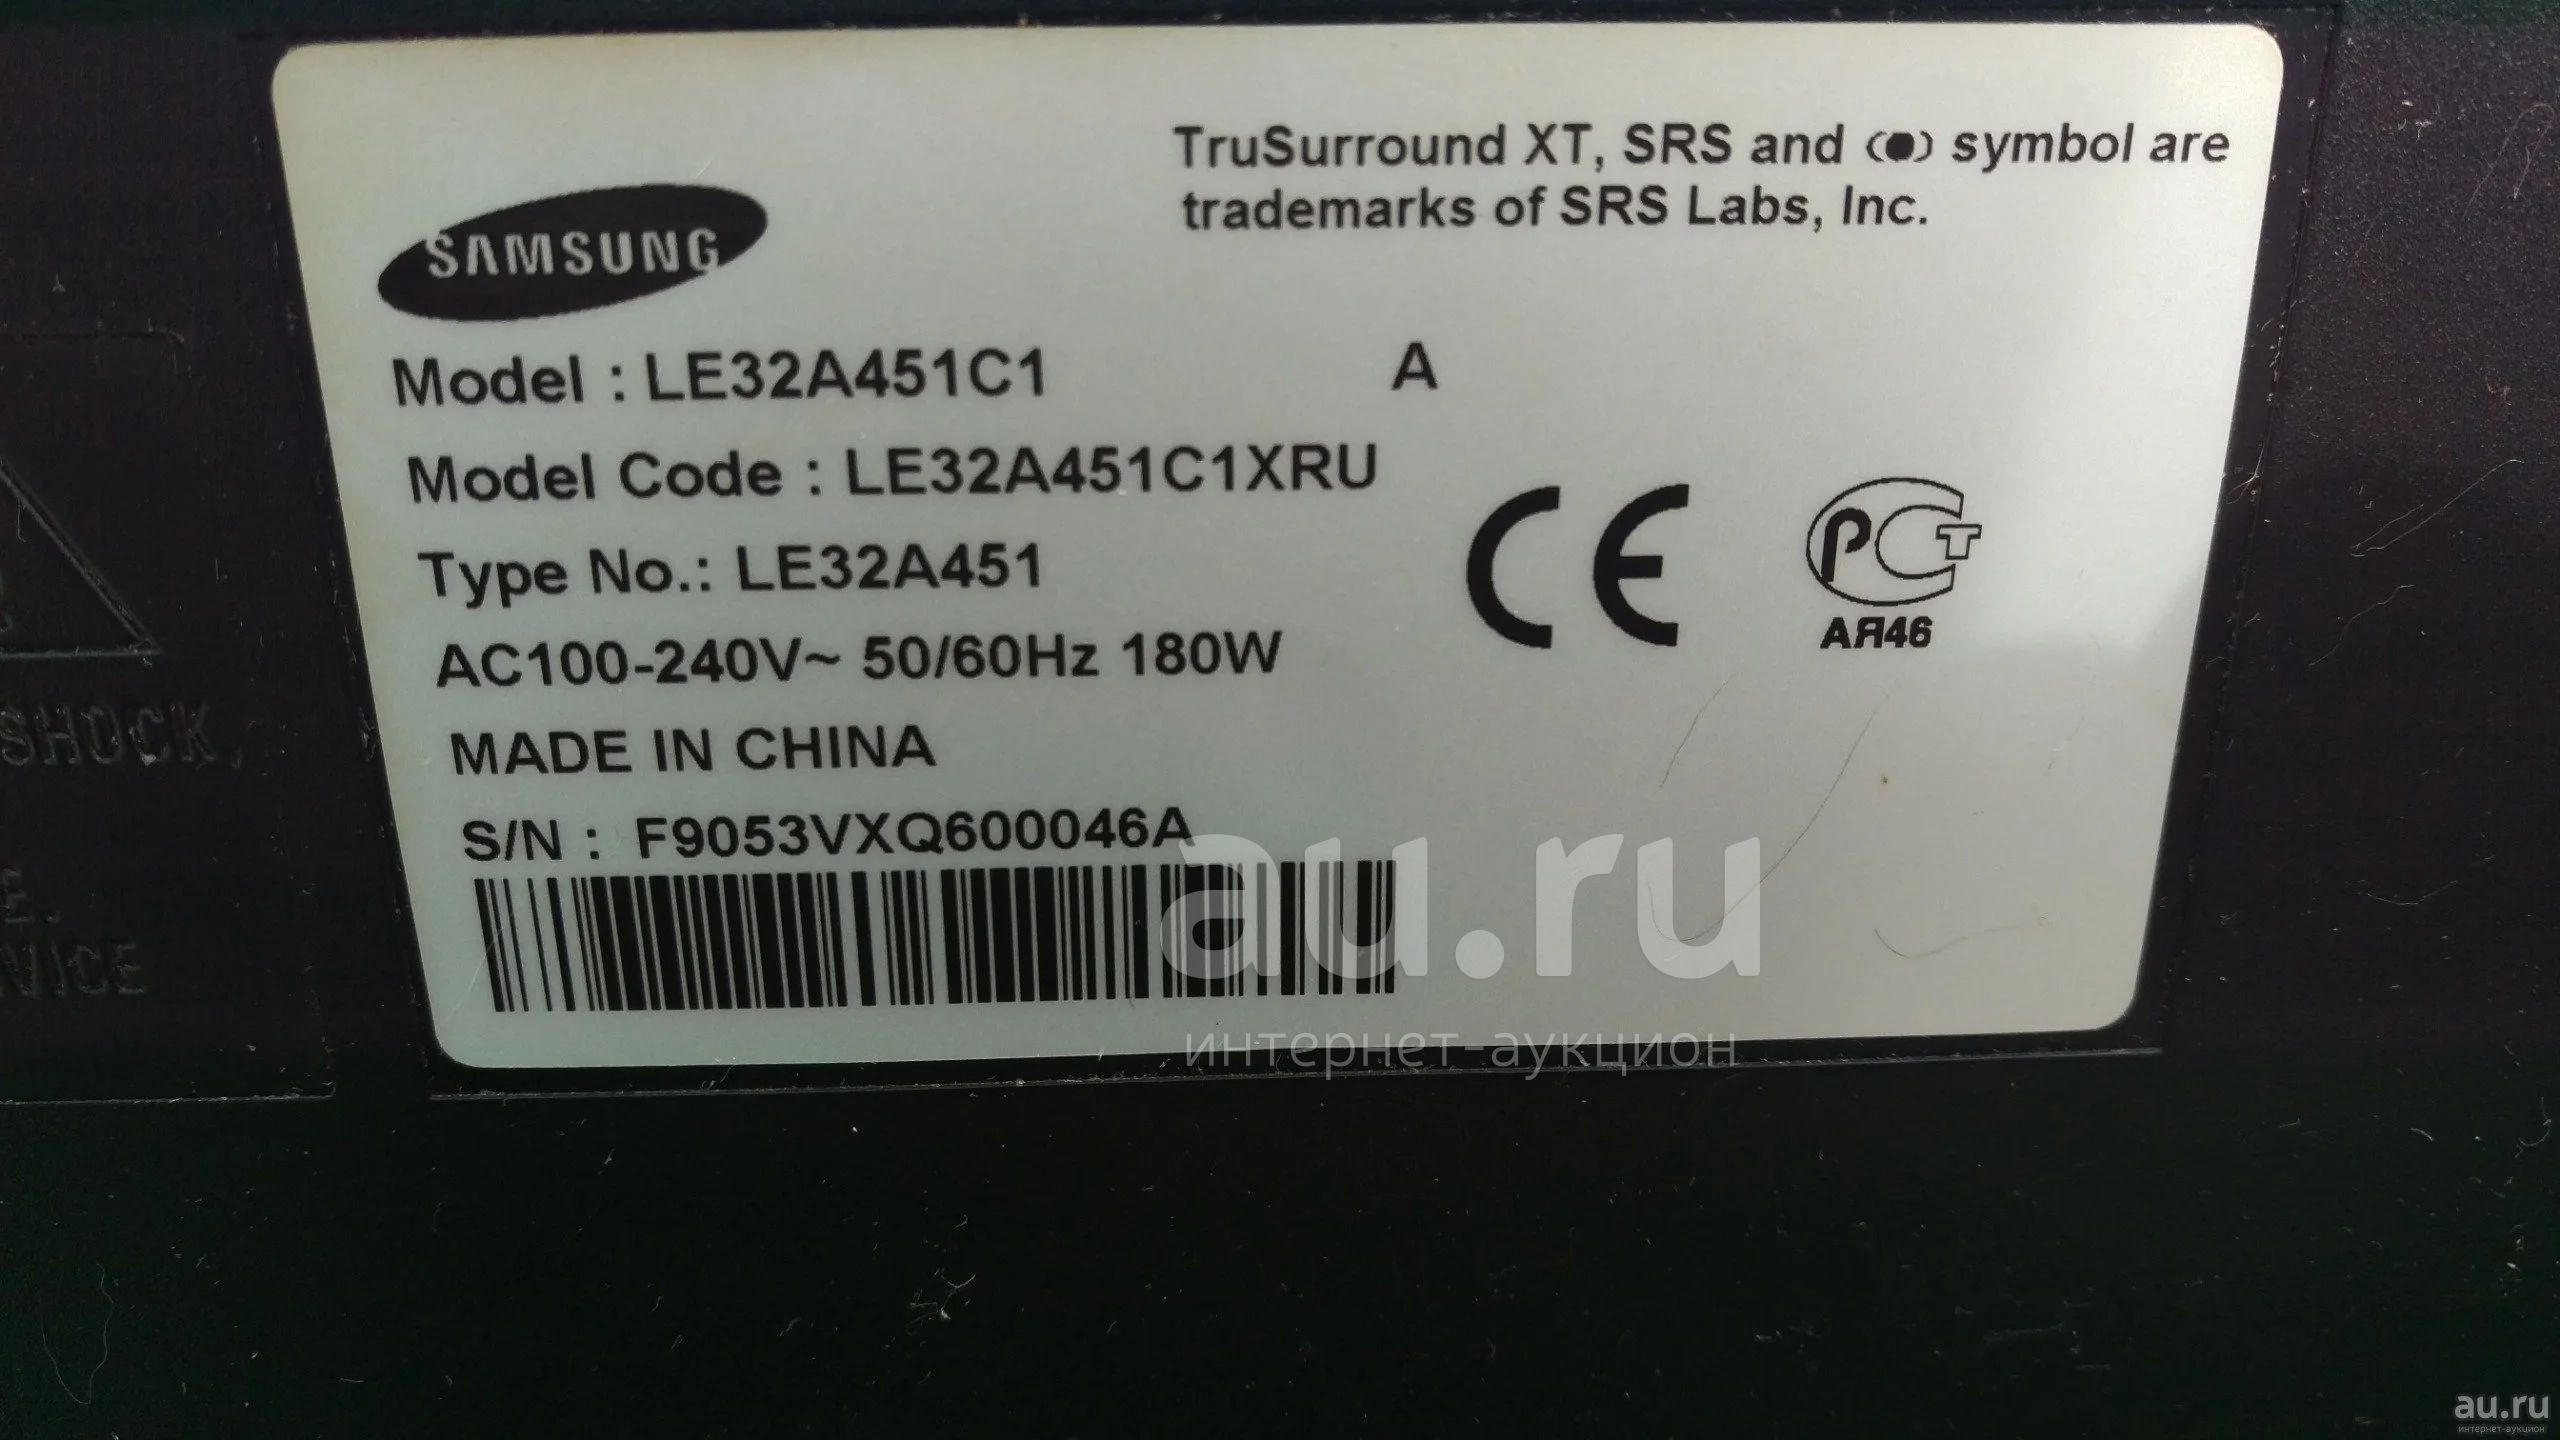 TruSurround XT, SRS and (●) symbol are
trademarks of SRS Labs, Inc.
SAMSUNG
Model : LE32A451C1 A
Model Code : LE32A451C1XRU
Type No.: LE32A451
AC100-240V~ 50/60Hz 180W
MADE IN CHINA
S/N : F9053VXQ600046A
CE
РСТ
АЯ46
SHOCK,
E.
VICE
au.ru
интернет-аукцион
au.ru
интернет-аукцион